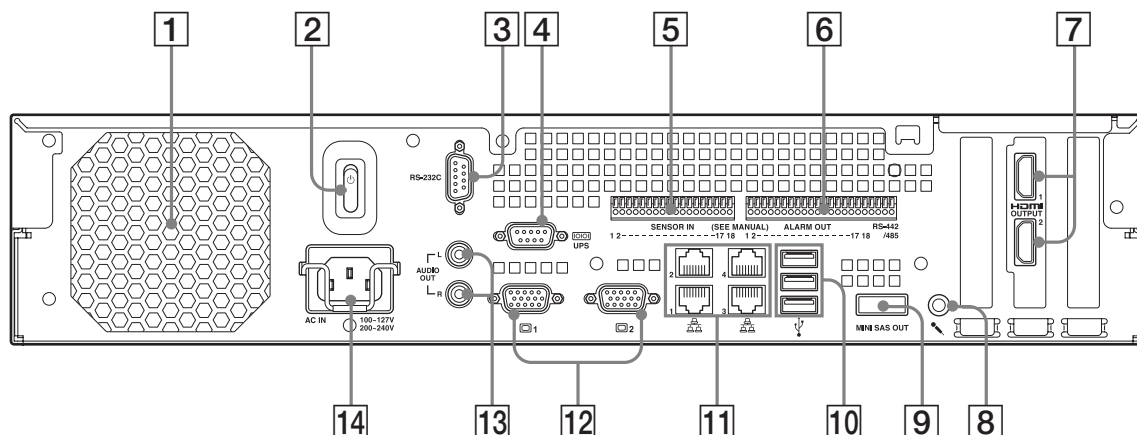 1 2 3 4 5 6 7
RS-232C
UPS
SENSOR IN (SEE MANUAL) ALARM OUT RS-442
1 2 17 18 1 2 17 18 /485
1
HDMI
OUTPUT
2
L
AUDIO
OUT
R
2 4
1 3
AC IN 100-127V
200-240V
1 2
MINI SAS OUT
14 13 12 11 10 9 8